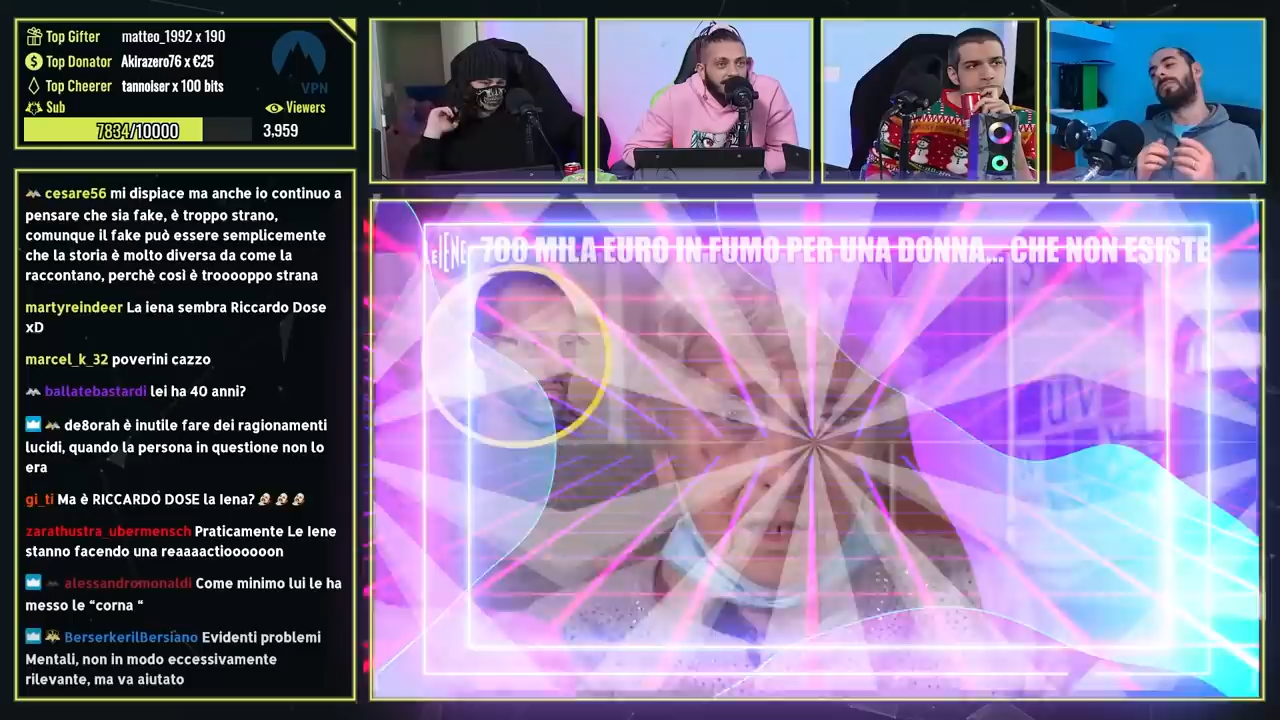 Top Gifter matteo_1992 x 190
Top Donator Akirazero76 x €25
Top Cheerer tannoiser x 100 bits
VPN
Sub
Viewers
7834/10000
3,959
cesare56 mi dispiace ma anche io continuo a
pensare che sia fake, è troppo strano,
comunque il fake può essere semplicemente
che la storia è molto diversa da come la
raccontano, perchè così è trooooppo strana
martyreindeer La iena sembra Riccardo Dose
xD
marcel_k_32 poverini cazzo
ballatebastardi lei ha 40 anni?
de8orah è inutile fare dei ragionamenti
lucidi, quando la persona in questione non lo
era
gi_ti Ma è RICCARDO DOSE la Iena?
zarathustra_ubermensch Praticamente Le Iene
stanno facendo una reaaaactioooooon
alessandromonaldi Come minimo lui le ha
messo le “corna “
BerserkerilBersiano Evidenti problemi
Mentali, non in modo eccessivamente
rilevante, ma va aiutato
LE IENE 700 MILA EURO IN FUMO PER UNA DONNA... CHE NON ESISTE